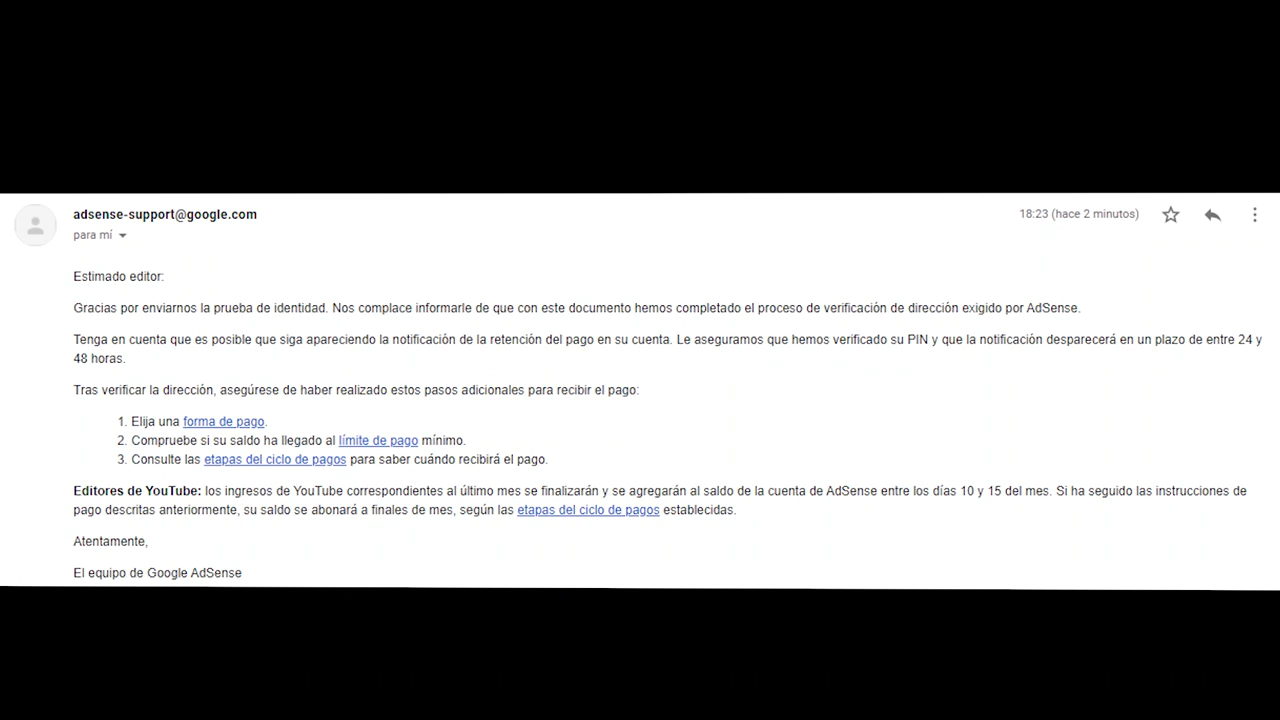 adsense-support@google.com
18:23 (hace 2 minutos)
para mí
Estimado editor:
Gracias por enviarnos la prueba de identidad. Nos complace informarle de que con este documento hemos completado el proceso de verificación de dirección exigido por AdSense.
Tenga en cuenta que es posible que siga apareciendo la notificación de la retención del pago en su cuenta. Le aseguramos que hemos verificado su PIN y que la notificación desparecerá en un plazo de entre 24 y
48 horas.
Tras verificar la dirección, asegúrese de haber realizado estos pasos adicionales para recibir el pago:
1. Elija una forma de pago.
2. Compruebe si su saldo ha llegado al límite de pago mínimo.
3. Consulte las etapas del ciclo de pagos para saber cuándo recibirá el pago.
Editores de YouTube: los ingresos de YouTube correspondientes al último mes se finalizarán y se agregarán al saldo de la cuenta de AdSense entre los días 10 y 15 del mes. Si ha seguido las instrucciones de
pago descritas anteriormente, su saldo se abonará a finales de mes, según las etapas del ciclo de pagos establecidas.
Atentamente,
El equipo de Google AdSense